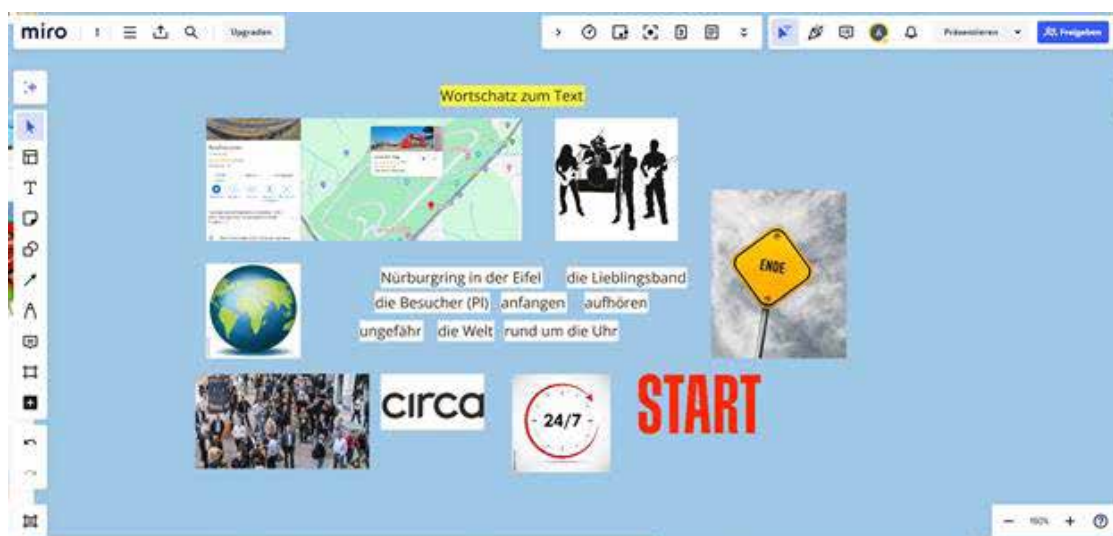 miro
Upgraden
Präsentieren
Freigeben
Wortschatz zum Text
ENDE
Nürburgring in der Eifel
die Lieblingsband
die Besucher (Pl)
anfangen
aufhören
ungefähr
die Welt
rund um die Uhr
circa
24/7
START